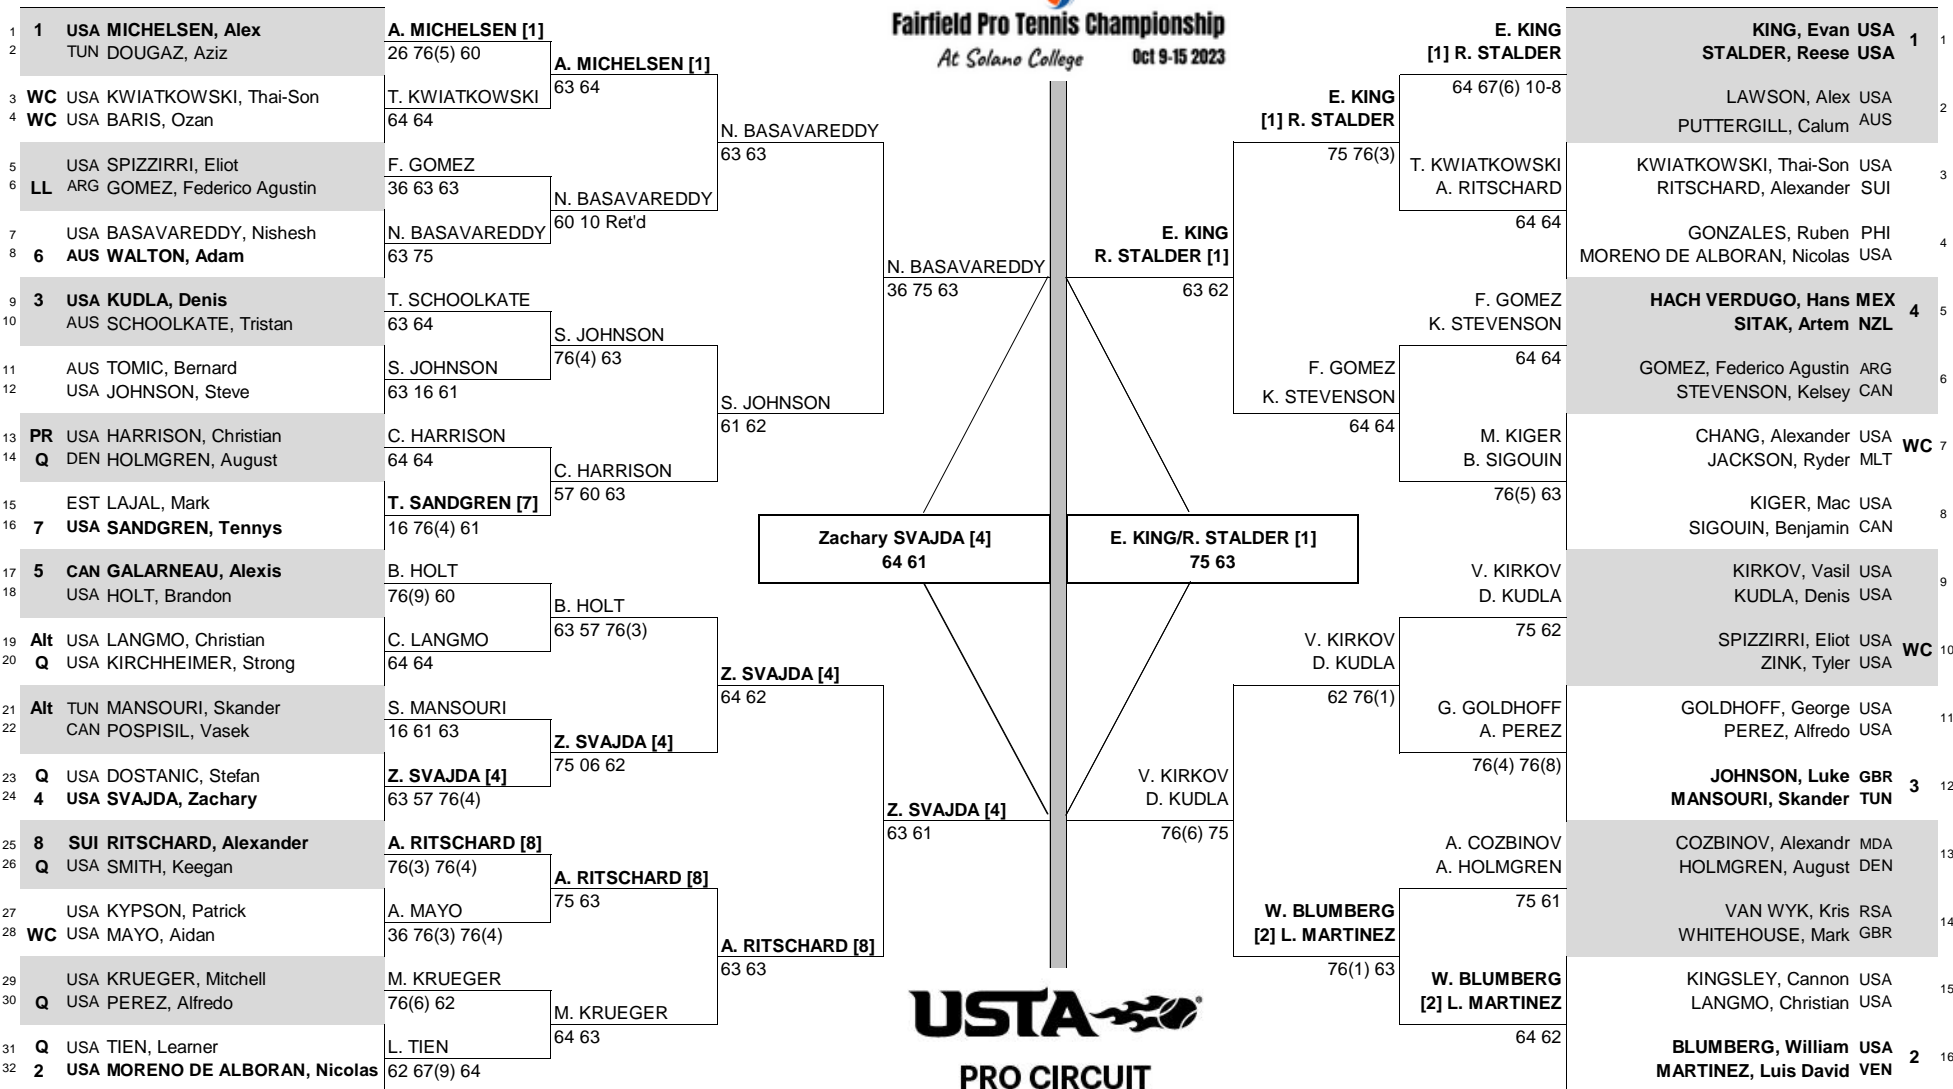 Fairfield Pro Tennis Championship
At Solano College Oct 9-15 2023
1 1 USA MICHELSEN, Alex
2 TUN DOUGAZ, Aziz
3 WC USA KWIATKOWSKI, Thai-Son
4 WC USA BARIS, Ozan
5 USA SPIZZIRRI, Eliot
6 LL ARG GOMEZ, Federico Agustin
7 USA BASAVAREDDY, Nishesh
8 6 AUS WALTON, Adam
9 3 USA KUDLA, Denis
10 AUS SCHOOLKATE, Tristan
11 AUS TOMIC, Bernard
12 USA JOHNSON, Steve
13 PR USA HARRISON, Christian
14 Q DEN HOLMGREN, August
15 EST LAJAL, Mark
16 7 USA SANDGREN, Tennys
17 5 CAN GALARNEAU, Alexis
18 USA HOLT, Brandon
19 Alt USA LANGMO, Christian
20 Q USA KIRCHHEIMER, Strong
21 Alt TUN MANSOURI, Skander
22 CAN POSPISIL, Vasek
23 Q USA DOSTANIC, Stefan
24 4 USA SVAJDA, Zachary
25 8 SUI RITSCHARD, Alexander
26 Q USA SMITH, Keegan
27 USA KYPSON, Patrick
28 WC USA MAYO, Aidan
29 USA KRUEGER, Mitchell
30 Q USA PEREZ, Alfredo
31 Q USA TIEN, Learner
32 2 USA MORENO DE ALBORAN, Nicolas
A. MICHELSEN [1]
26 76(5) 60
T. KWIATKOWSKI
64 64
F. GOMEZ
36 63 63
N. BASAVAREDDY
63 75
T. SCHOOLKATE
63 64
S. JOHNSON
63 16 61
C. HARRISON
64 64
T. SANDGREN [7]
16 76(4) 61
B. HOLT
76(9) 60
C. LANGMO
64 64
S. MANSOURI
16 61 63
Z. SVAJDA [4]
63 57 76(4)
A. RITSCHARD [8]
76(3) 76(4)
A. MAYO
36 76(3) 76(4)
M. KRUEGER
76(6) 62
L. TIEN
62 67(9) 64
A. MICHELSEN [1]
63 64
N. BASAVAREDDY
60 10 Ret'd
S. JOHNSON
76(4) 63
C. HARRISON
57 60 63
B. HOLT
63 57 76(3)
Z. SVAJDA [4]
75 06 62
A. RITSCHARD [8]
75 63
M. KRUEGER
64 63
N. BASAVAREDDY
63 63
S. JOHNSON
61 62
Z. SVAJDA [4]
64 62
A. RITSCHARD [8]
63 63
N. BASAVAREDDY
36 75 63
Z. SVAJDA [4]
63 61
Zachary SVAJDA [4]
64 61
E. KING/R. STALDER [1]
75 63
E. KING
R. STALDER [1]
63 62
V. KIRKOV
D. KUDLA
76(6) 75
E. KING
[1] R. STALDER
75 76(3)
F. GOMEZ
K. STEVENSON
64 64
V. KIRKOV
D. KUDLA
62 76(1)
W. BLUMBERG
[2] L. MARTINEZ
76(1) 63
E. KING
[1] R. STALDER
64 67(6) 10-8
T. KWIATKOWSKI
A. RITSCHARD
64 64
F. GOMEZ
K. STEVENSON
64 64
M. KIGER
B. SIGOUIN
76(5) 63
V. KIRKOV
D. KUDLA
75 62
G. GOLDHOFF
A. PEREZ
76(4) 76(8)
A. COZBINOV
A. HOLMGREN
75 61
W. BLUMBERG
[2] L. MARTINEZ
64 62
KING, Evan USA
STALDER, Reese USA 1 1
LAWSON, Alex USA
PUTTERGILL, Calum AUS 2
KWIATKOWSKI, Thai-Son USA
RITSCHARD, Alexander SUI 3
GONZALES, Ruben PHI
MORENO DE ALBORAN, Nicolas USA 4
HACH VERDUGO, Hans MEX
SITAK, Artem NZL 4 5
GOMEZ, Federico Agustin ARG
STEVENSON, Kelsey CAN 6
CHANG, Alexander USA
JACKSON, Ryder MLT WC 7
KIGER, Mac USA
SIGOUIN, Benjamin CAN 8
KIRKOV, Vasil USA
KUDLA, Denis USA 9
SPIZZIRRI, Eliot USA
ZINK, Tyler USA WC 10
GOLDHOFF, George USA
PEREZ, Alfredo USA 11
JOHNSON, Luke GBR
MANSOURI, Skander TUN 3 12
COZBINOV, Alexandr MDA
HOLMGREN, August DEN 13
VAN WYK, Kris RSA
WHITEHOUSE, Mark GBR 14
KINGSLEY, Cannon USA
LANGMO, Christian USA 15
BLUMBERG, William USA
MARTINEZ, Luis David VEN 2 16
USTA
PRO CIRCUIT